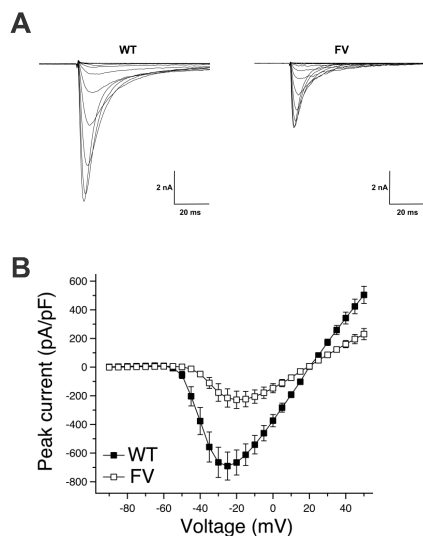 A
WT
FV
2 nA
20 ms
2 nA
20 ms
B
Peak current (pA/pF)
600
400
200
0
-200
-400
-600
-800
WT
FV
-80 -60 -40 -20 0 20 40
Voltage (mV)